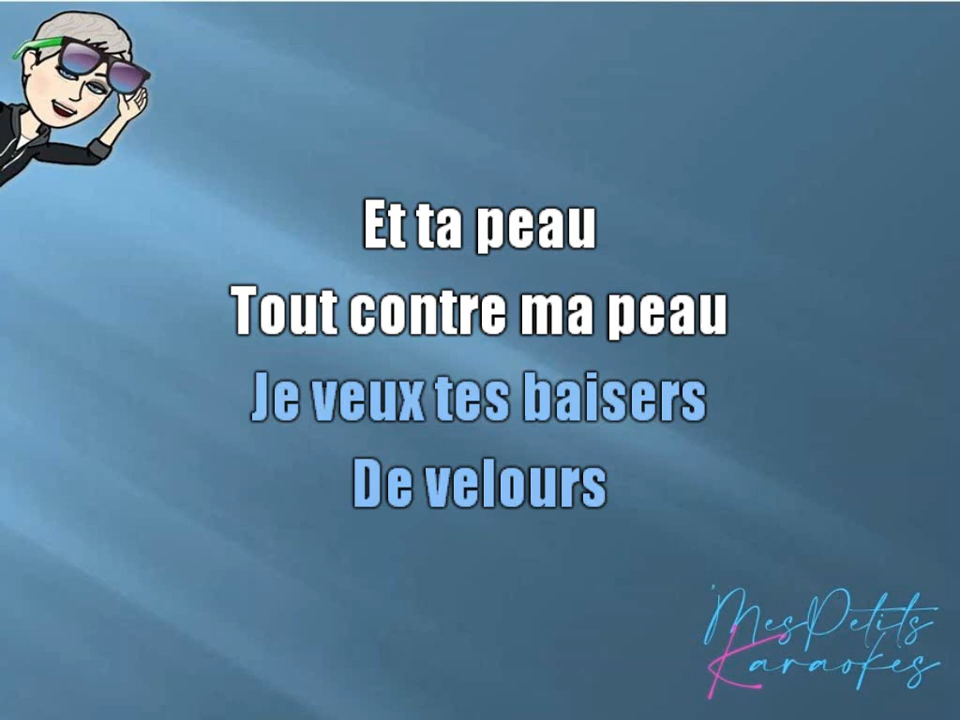 Et ta peau
Tout contre ma peau
Je veux tes baisers
De velours
MesPetits
Karaokes